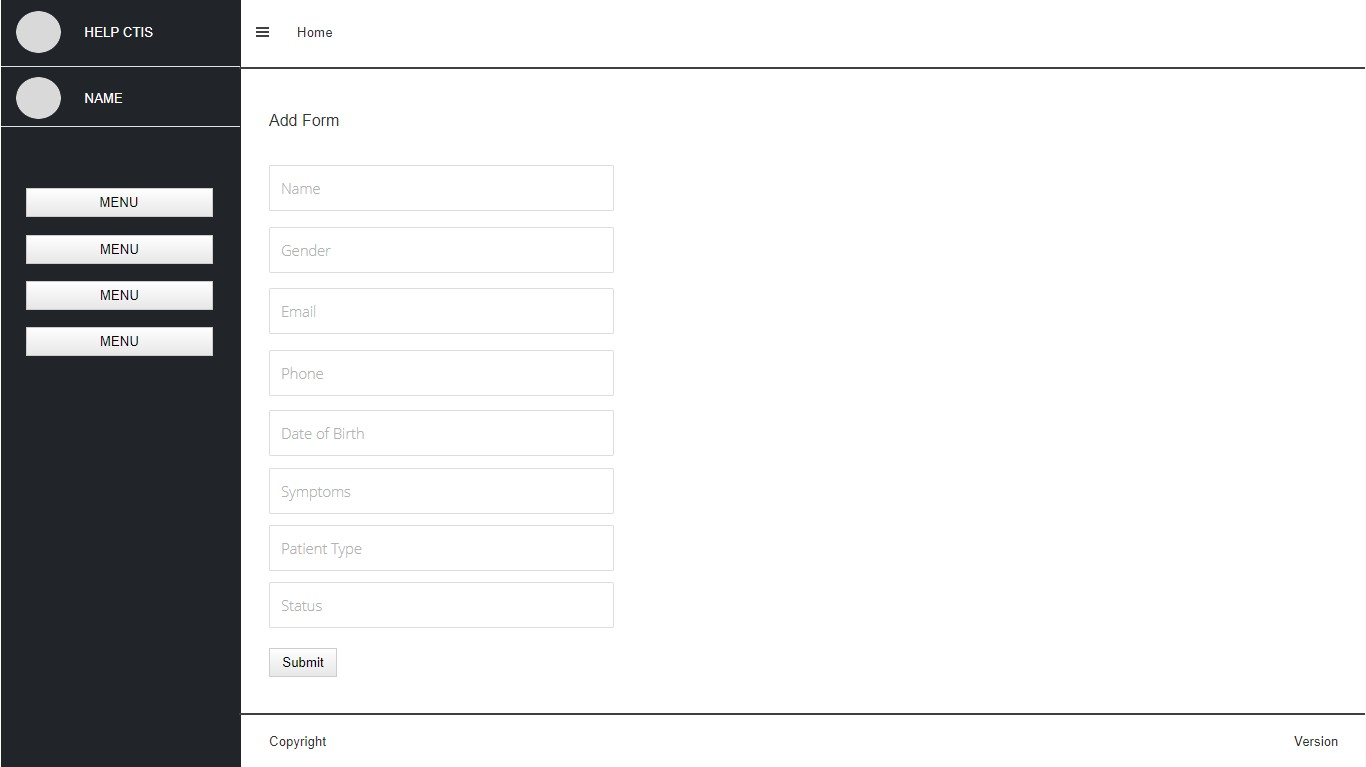 HELP CTIS
Home
NAME
MENU
MENU
MENU
MENU
Add Form
Name
Gender
Email
Phone
Date of Birth
Symptoms
Patient Type
Status
Submit
Copyright
Version